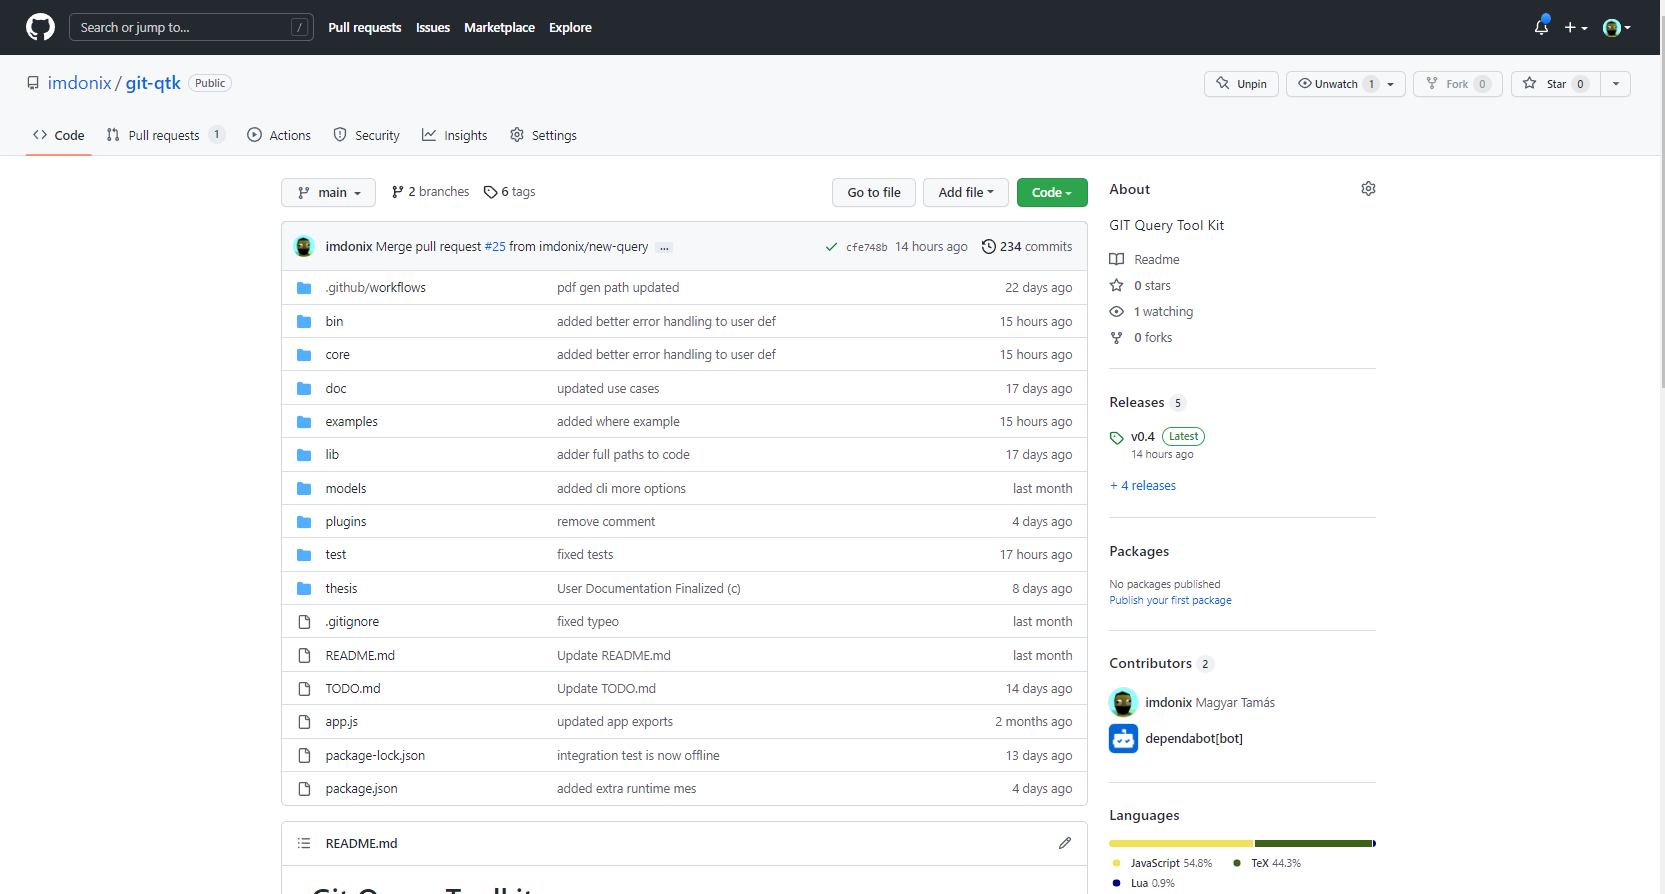 Search or jump to... /
Pull requests Issues Marketplace Explore
imdonix / git-qtk Public
Unpin Unwatch 1 Fork 0 Star 0
Code Pull requests 1 Actions Security Insights Settings
main 2 branches 6 tags Go to file Add file Code
imdonix Merge pull request #25 from imdonix/new-query ... cfe748b 14 hours ago 234 commits
.github/workflows pdf gen path updated 22 days ago
bin added better error handling to user def 15 hours ago
core added better error handling to user def 15 hours ago
doc updated use cases 17 days ago
examples added where example 15 hours ago
lib adder full paths to code 17 days ago
models added cli more options last month
plugins remove comment 4 days ago
test fixed tests 17 hours ago
thesis User Documentation Finalized (c) 8 days ago
.gitignore fixed typeo last month
README.md Update README.md last month
TODO.md Update TODO.md 14 days ago
app.js updated app exports 2 months ago
package-lock.json integration test is now offline 13 days ago
package.json added extra runtime mes 4 days ago
README.md
Git Query Toolkit
About
GIT Query Tool Kit
Readme
0 stars
1 watching
0 forks
Releases 5
v0.4 Latest
14 hours ago
+ 4 releases
Packages
No packages published
Publish your first package
Contributors 2
imdonix Magyar Tamás
dependabot[bot]
Languages
JavaScript 54.8% TeX 44.3%
Lua 0.9%